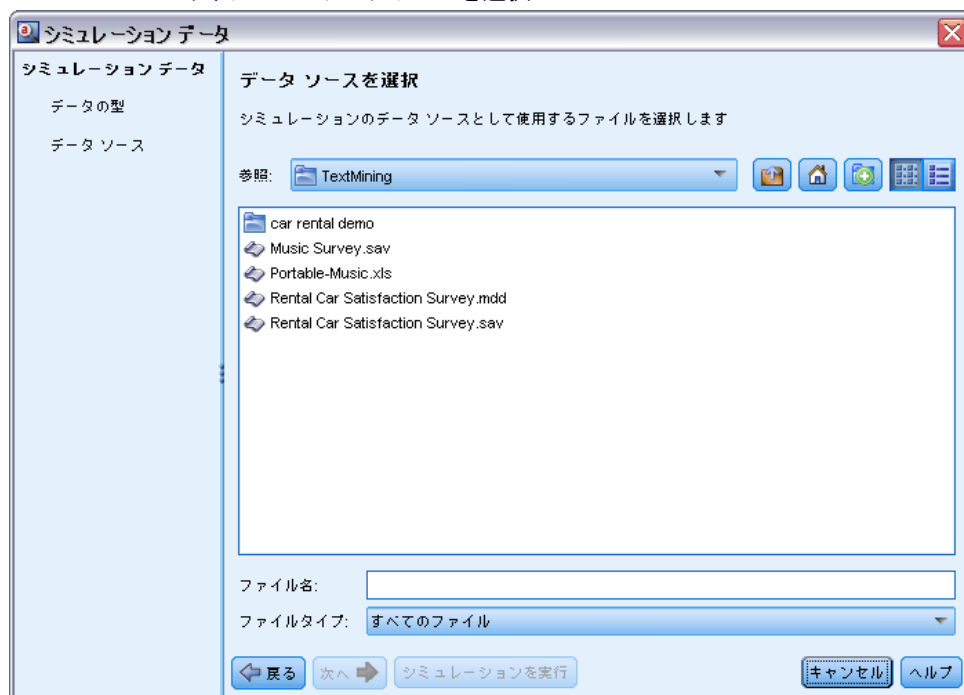 シミュレーション データ
シミュレーション データ
データの型
データ ソース
データ ソースを選択
シミュレーションのデータ ソースとして使用するファイルを選択します
参照: TextMining
car rental demo
Music Survey.sav
Portable-Music.xls
Rental Car Satisfaction Survey.mdd
Rental Car Satisfaction Survey.sav
ファイル名:
ファイルタイプ: すべてのファイル
戻る 次へ シミュレーションを実行 キャンセル ヘルプ